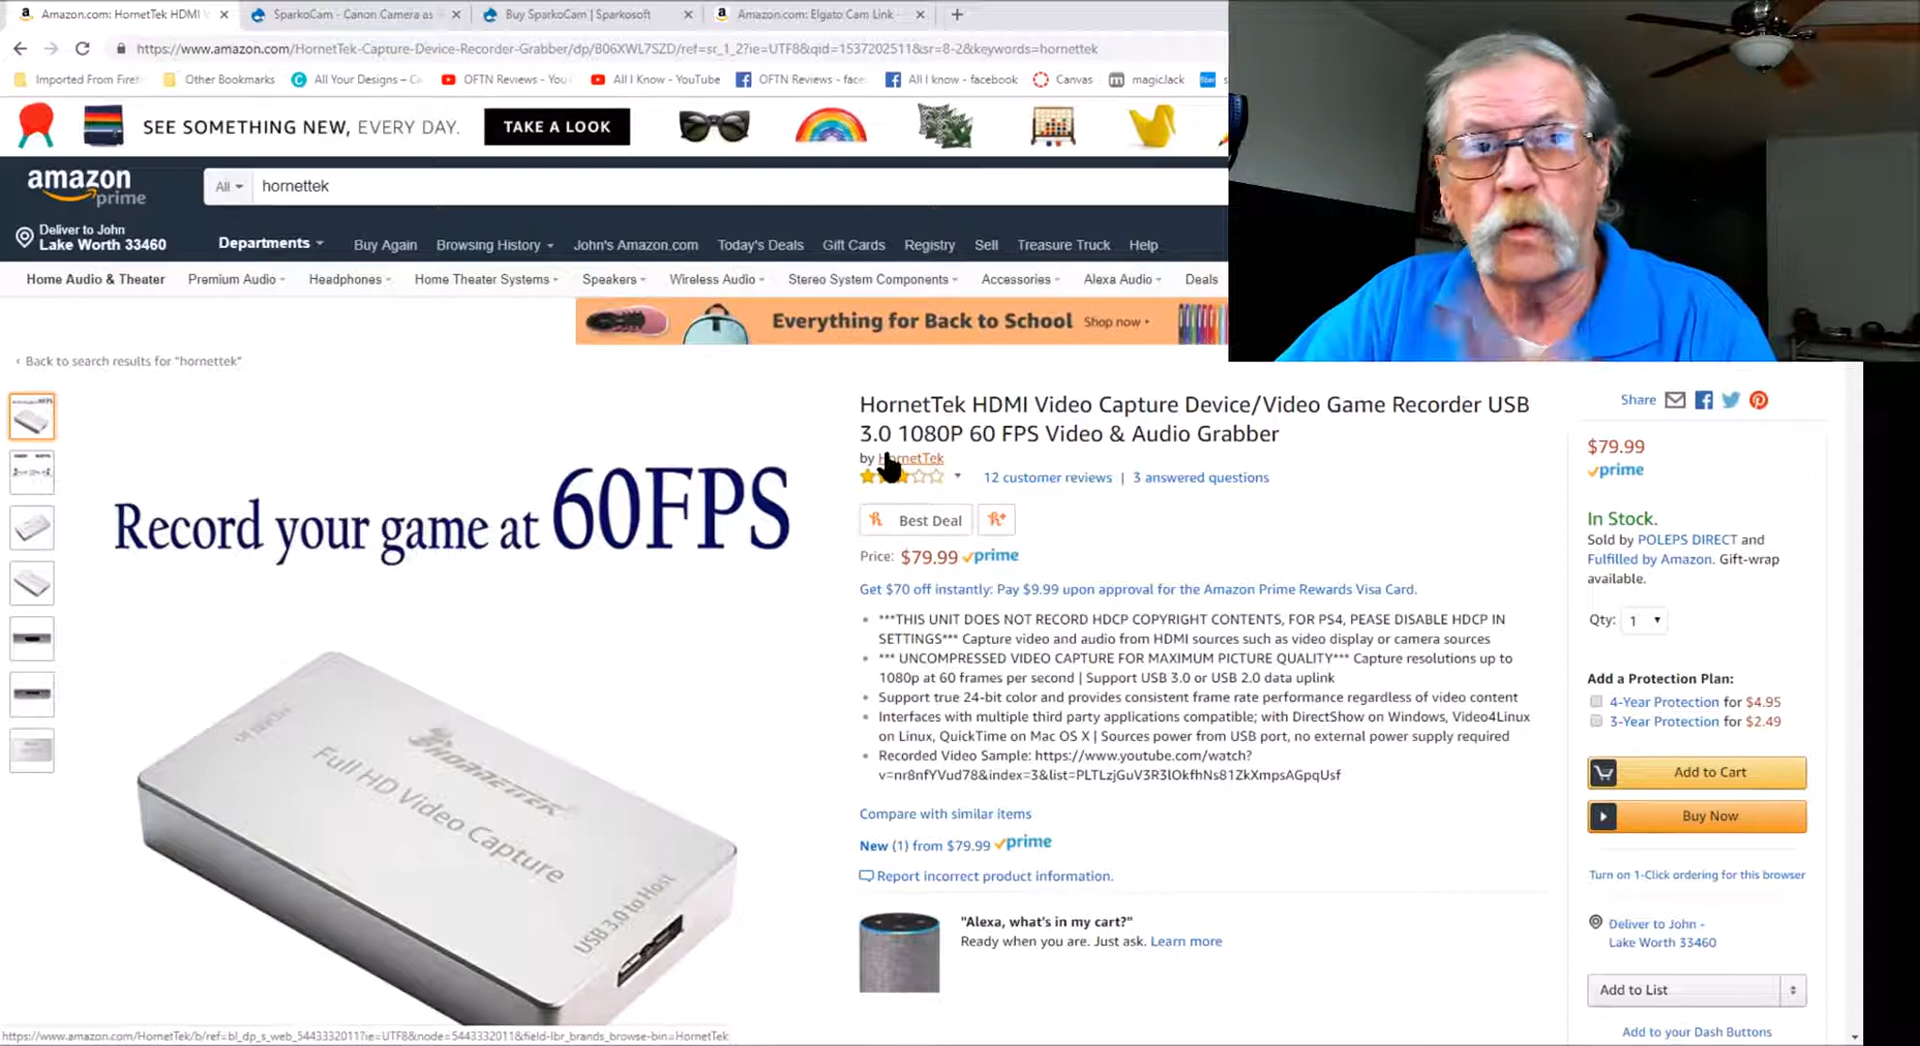 Amazon.com: HornetTek HDMI V
SparkoCam - Canon Camera as
Buy SparkoCam | Sparkosoft
Amazon.com: Elgato Cam Link -
https://www.amazon.com/HornetTek-Capture-Device-Recorder-Grabber/dp/B06XWL7SZD/ref=sr_1_2?ie=UTF8&qid=1537202511&sr=8-2&keywords=hornettek
Imported From Firef
Other Bookmarks
All Your Designs – C
OFTN Reviews - You
All I Know - YouTube
OFTN Reviews - face
All I know - facebook
Canvas
magicJack
SEE SOMETHING NEW, EVERY DAY.
TAKE A LOOK
amazon prime
All
hornettek
Deliver to John
Lake Worth 33460
Departments
Buy Again
Browsing History
John's Amazon.com
Today's Deals
Gift Cards
Registry
Sell
Treasure Truck
Help
Home Audio & Theater
Premium Audio
Headphones
Home Theater Systems
Speakers
Wireless Audio
Stereo System Components
Accessories
Alexa Audio
Deals
Everything for Back to School Shop now
‹ Back to search results for "hornettek"
Record your game at 60FPS
HORNETTEK
Full HD Video Capture
USB 3.0 to Host
HornetTek HDMI Video Capture Device/Video Game Recorder USB
3.0 1080P 60 FPS Video & Audio Grabber
by HornetTek
12 customer reviews | 3 answered questions
Best Deal
Price: $79.99 prime
Get $70 off instantly: Pay $9.99 upon approval for the Amazon Prime Rewards Visa Card.
***THIS UNIT DOES NOT RECORD HDCP COPYRIGHT CONTENTS, FOR PS4, PEASE DISABLE HDCP IN
SETTINGS*** Capture video and audio from HDMI sources such as video display or camera sources
*** UNCOMPRESSED VIDEO CAPTURE FOR MAXIMUM PICTURE QUALITY*** Capture resolutions up to
1080p at 60 frames per second | Support USB 3.0 or USB 2.0 data uplink
Support true 24-bit color and provides consistent frame rate performance regardless of video content
Interfaces with multiple third party applications compatible; with DirectShow on Windows, Video4Linux
on Linux, QuickTime on Mac OS X | Sources power from USB port, no external power supply required
Recorded Video Sample: https://www.youtube.com/watch?
v=nr8nfYVud78&index=3&list=PLTLzjGuV3R3lOkfhNs81ZkXmpsAGpqUsf
Compare with similar items
New (1) from $79.99 prime
Report incorrect product information.
"Alexa, what's in my cart?"
Ready when you are. Just ask. Learn more
Share
$79.99
prime
In Stock.
Sold by POLEPS DIRECT and
Fulfilled by Amazon. Gift-wrap
available.
Qty: 1
Add a Protection Plan:
4-Year Protection for $4.95
3-Year Protection for $2.49
Add to Cart
Buy Now
Turn on 1-Click ordering for this browser
Deliver to John -
Lake Worth 33460
Add to List
Add to your Dash Buttons
https://www.amazon.com/HornetTek/b/ref=bl_dp_s_web_5443332011?ie=UTF8&node=5443332011&field-lbr_brands_browse-bin=HornetTek